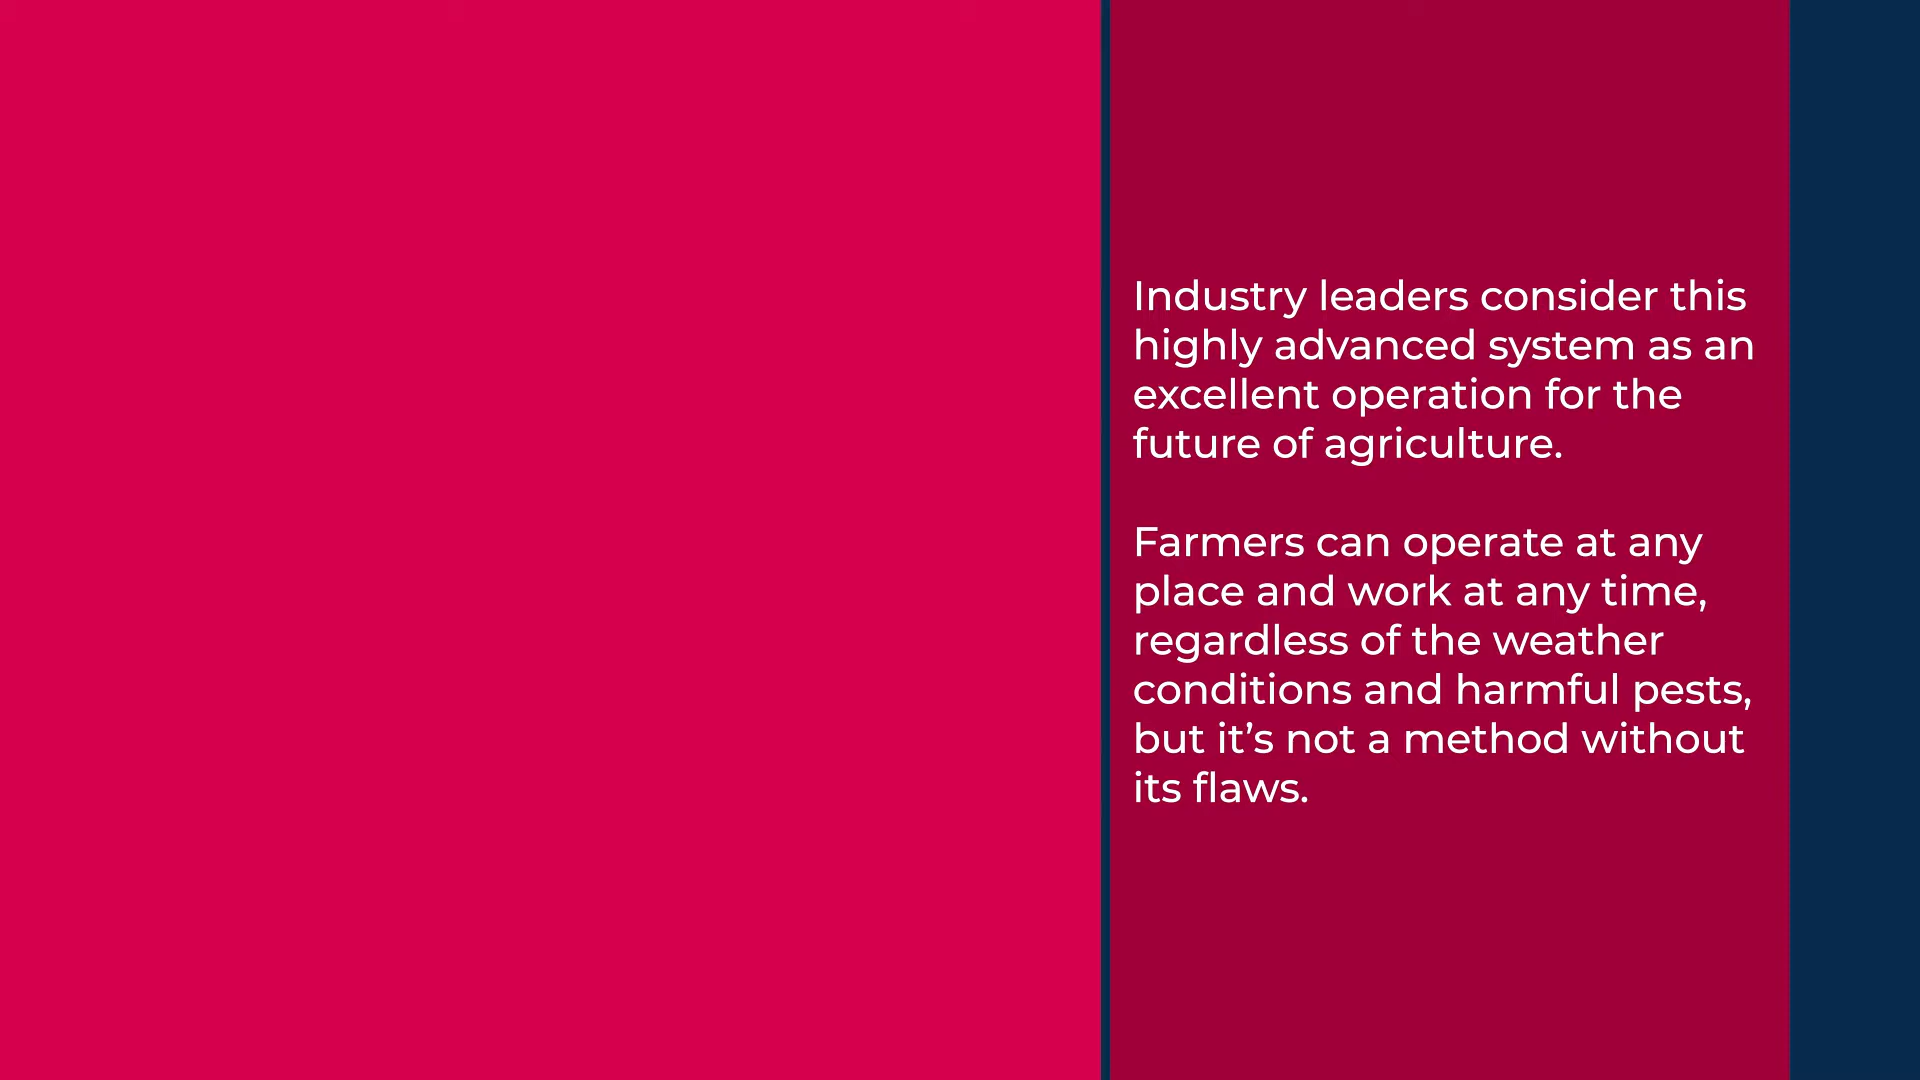 Industry leaders consider this
highly advanced system as an
excellent operation for the
future of agriculture.
Farmers can operate at any
place and work at any time,
regardless of the weather
conditions and harmful pests,
but it’s not a method without
its flaws.